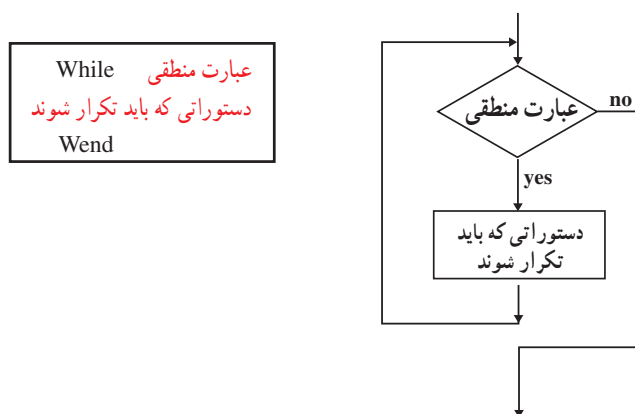 While عبارت منطقی
دستوراتی که باید تکرار شوند
Wend
عبارت منطقی
no
yes
دستوراتی که باید
تکرار شوند